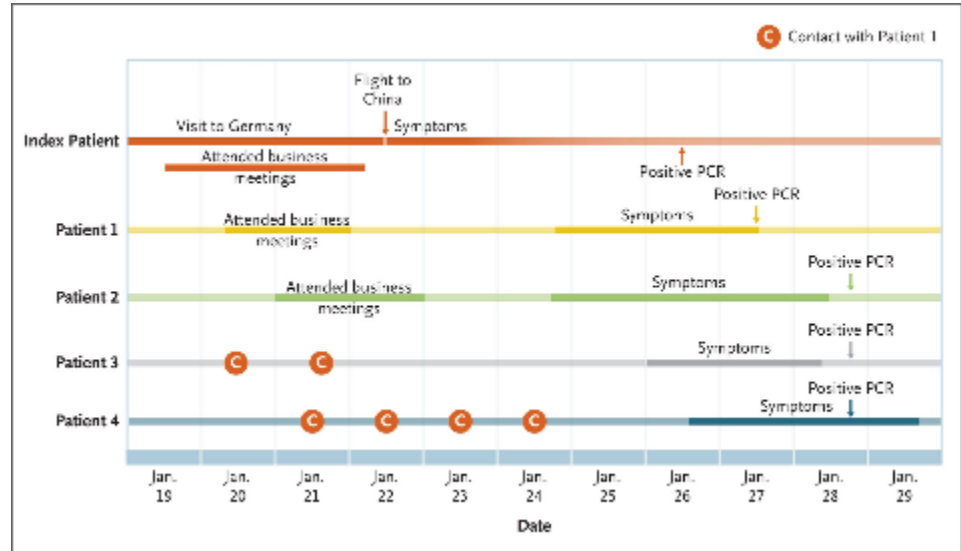 C Contact with Patient 1
Flight to
China
Visit to Germany
Symptoms
Index Patient
Attended business
meetings
Positive PCR
Positive PCR
Patient 1
Attended business
meetings
Symptoms
Positive PCR
Patient 2
Attended business
meetings
Symptoms
Positive PCR
Patient 3
C C
Symptoms
Positive PCR
Patient 4
C C C C
Symptoms
Jan. Jan. Jan. Jan. Jan. Jan. Jan. Jan. Jan. Jan. Jan.
19 20 21 22 23 24 25 26 27 28 29
Date